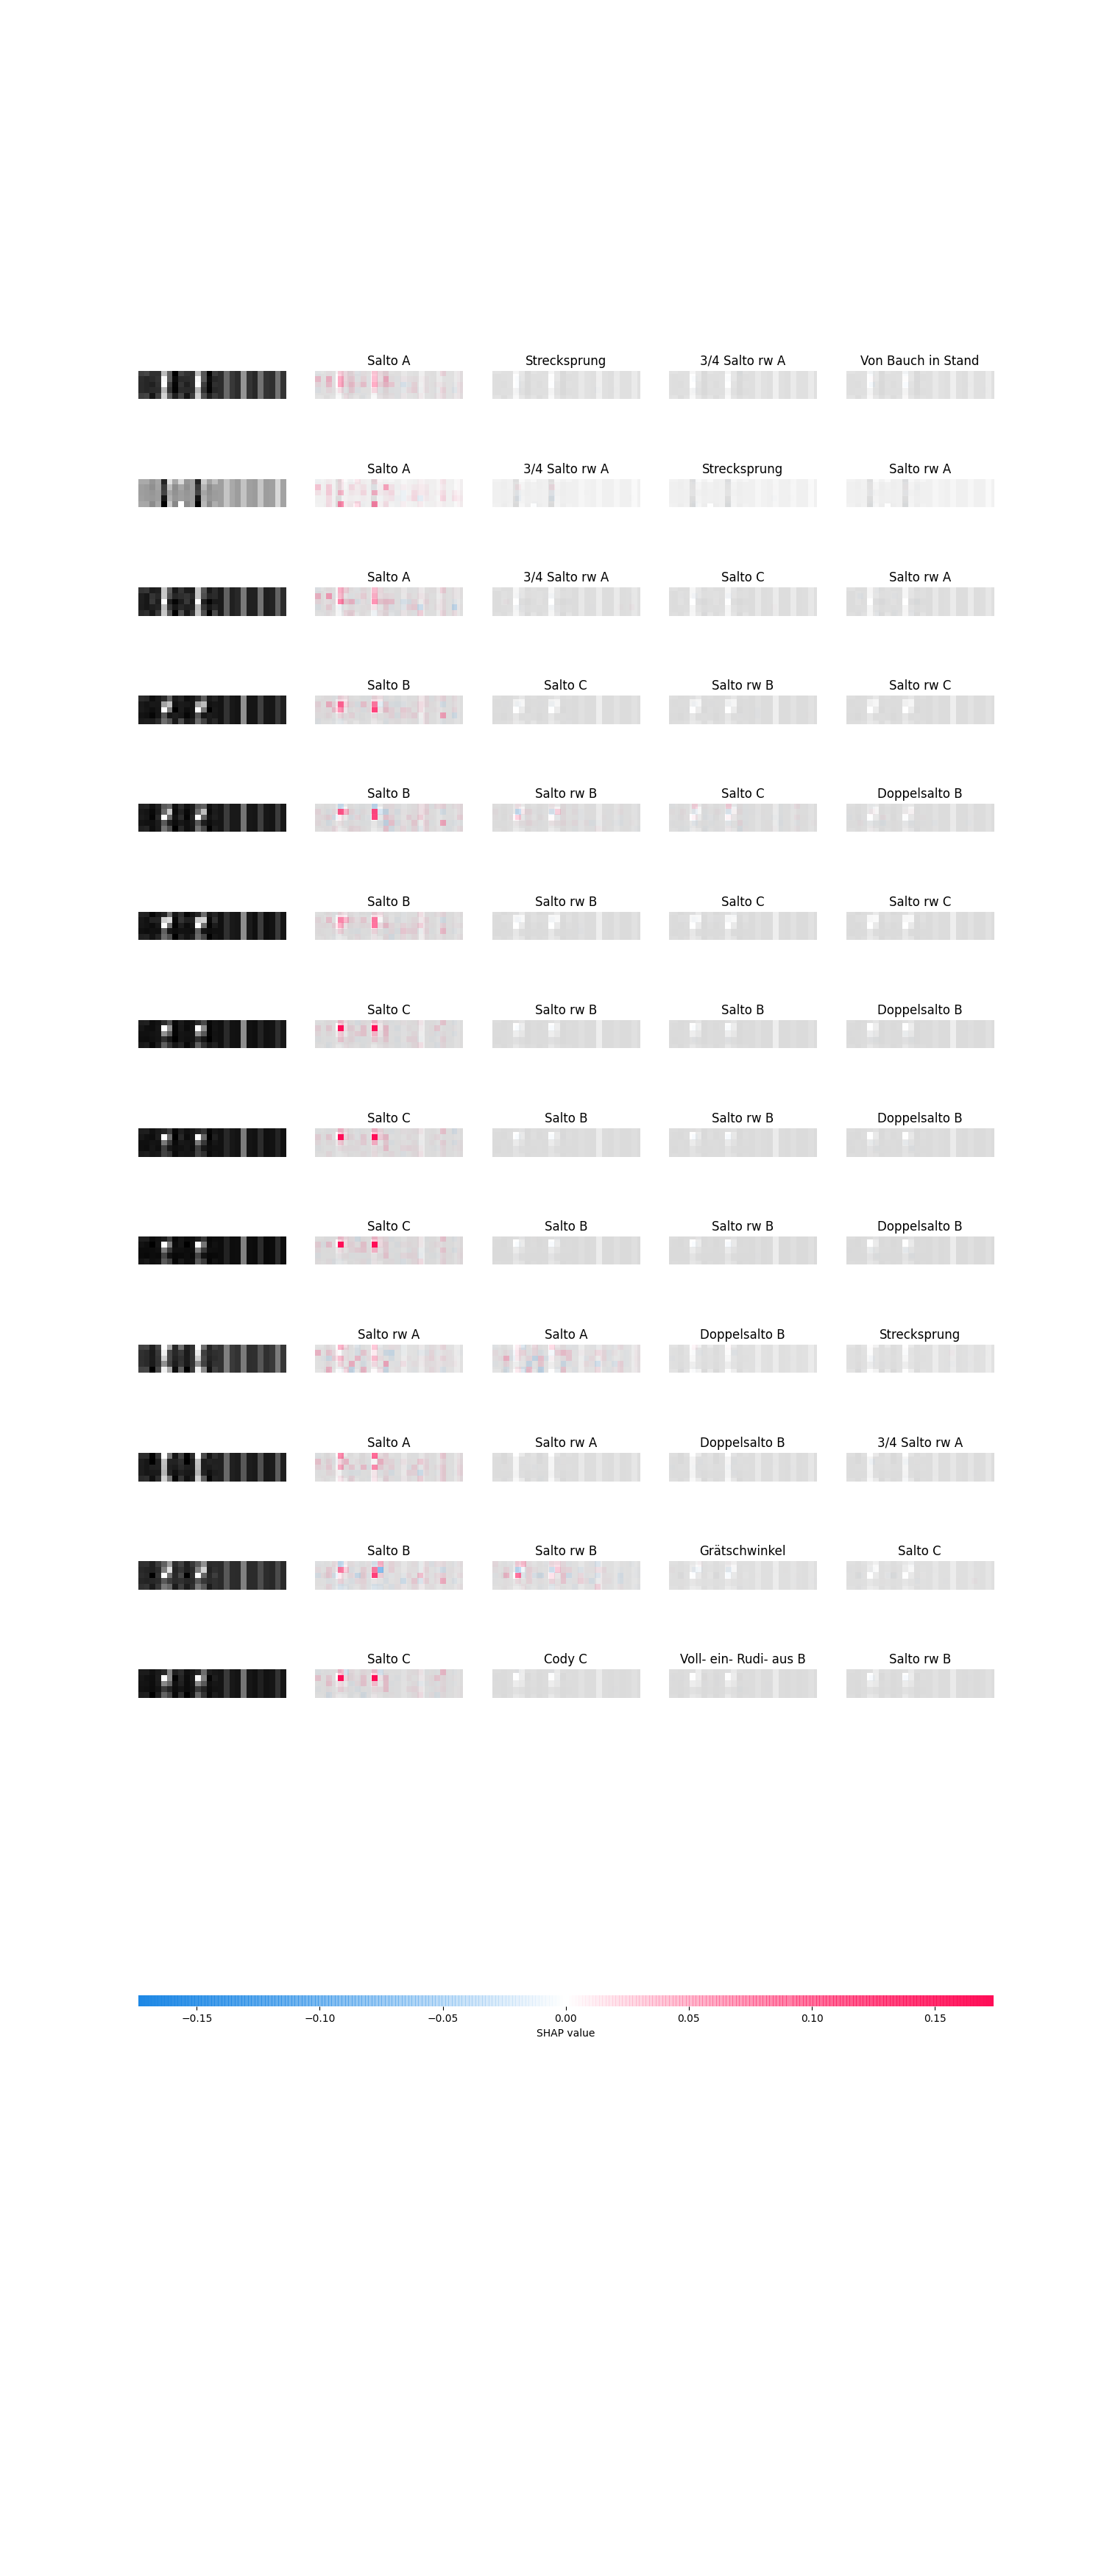 Salto A Strecksprung 3/4 Salto rw A Von Bauch in Stand
Salto A 3/4 Salto rw A Strecksprung Salto rw A
Salto A 3/4 Salto rw A Salto C Salto rw A
Salto B Salto C Salto rw B Salto rw C
Salto B Salto rw B Salto C Doppelsalto B
Salto B Salto rw B Salto C Salto rw C
Salto C Salto rw B Salto B Doppelsalto B
Salto C Salto B Salto rw B Doppelsalto B
Salto C Salto B Salto rw B Doppelsalto B
Salto rw A Salto A Doppelsalto B Strecksprung
Salto A Salto rw A Doppelsalto B 3/4 Salto rw A
Salto B Salto rw B Grätschwinkel Salto C
Salto C Cody C Voll- ein- Rudi- aus B Salto rw B
−0.15 −0.10 −0.05 0.00 0.05 0.10 0.15
SHAP value